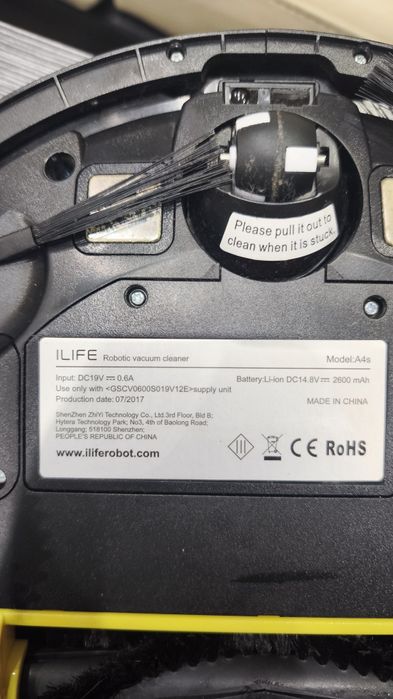 Please pull it out to
clean when it is stuck.
ILIFE Robotic vacuum cleaner Model:A4s
Input: DC19V ⎓ 0.6A Battery:Li-ion DC14.8V ⎓ 2600 mAh
Use only with <GSCV0600S019V12E>supply unit
Production date: 07/2017 MADE IN CHINA
ShenZhen ZhiYi Technology Co., Ltd.3rd Floor, Bld B;
Hytera Technology Park; No3, 4th of Baolong Road;
Longgang; 518100 Shenzhen;
PEOPLE'S REPUBLIC OF CHINA
www.iliferobot.com CE RoHS